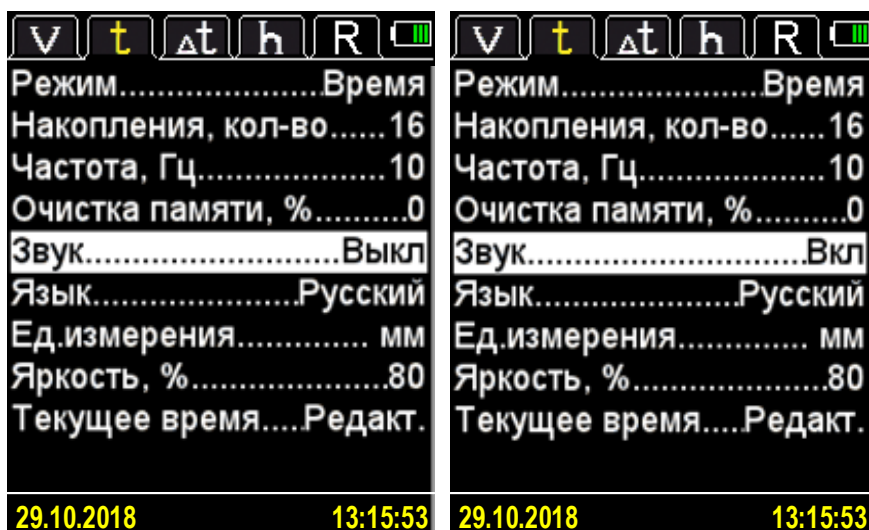 V t Δt h R
Режим......................Время
Накопления, кол-во......16
Частота, Гц.....................10
Очистка памяти, %..........0
Звук............................Выкл
Язык......................Русский
Ед.измерения.............. мм
Яркость, %......................80
Текущее время.....Редакт.
29.10.2018 13:15:53
V t Δt h R
Режим......................Время
Накопления, кол-во......16
Частота, Гц.....................10
Очистка памяти, %..........0
Звук...............................Вкл
Язык......................Русский
Ед.измерения.............. мм
Яркость, %......................80
Текущее время.....Редакт.
29.10.2018 13:15:53